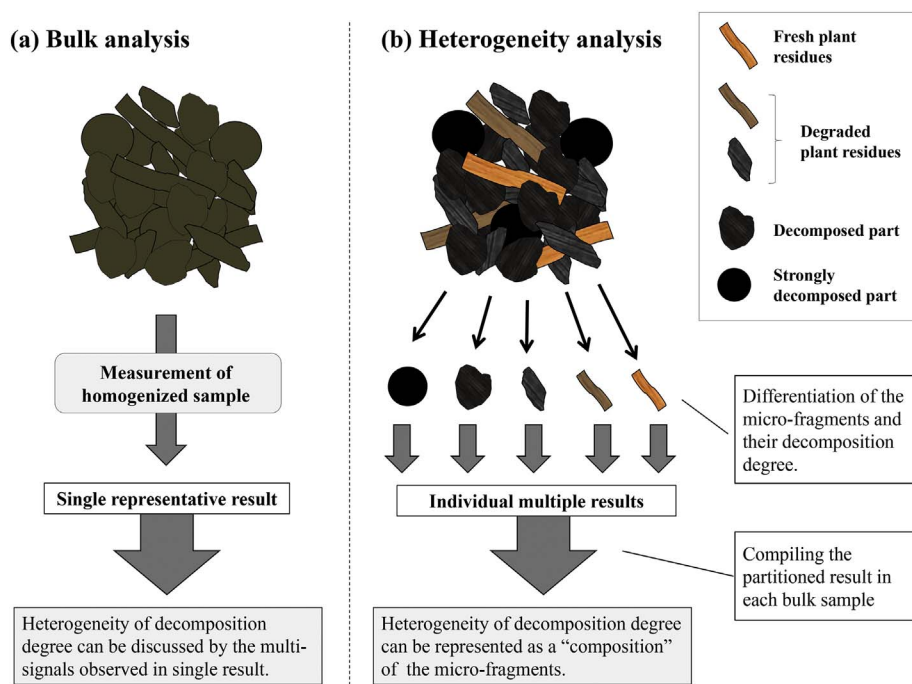 (a) Bulk analysis
Measurement of
homogenized sample
Single representative result
Heterogeneity of decomposition
degree can be discussed by the multi-
signals observed in single result.
(b) Heterogeneity analysis
Individual multiple results
Heterogeneity of decomposition degree
can be represented as a “composition”
of the micro-fragments.
Fresh plant
residues
Degraded
plant residues
Decomposed part
Strongly
decomposed part
Differentiation of the
micro-fragments and
their decomposition
degree.
Compiling the
partitioned result in
each bulk sample